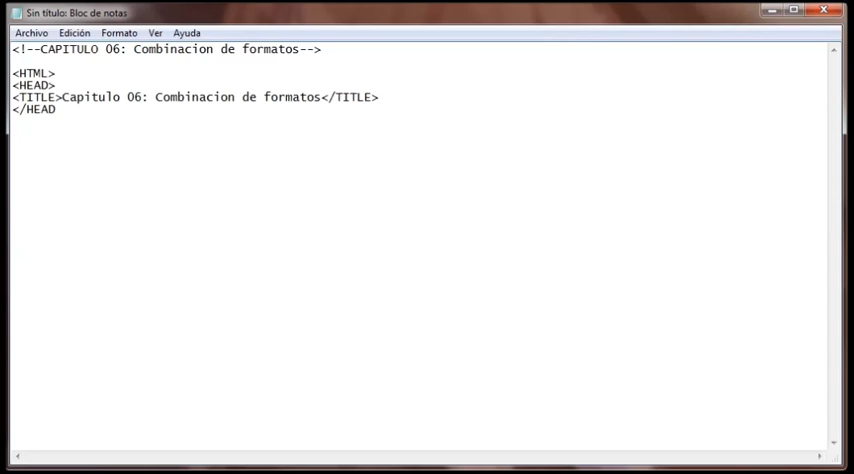 Sin título: Bloc de notas
Archivo Edición Formato Ver Ayuda
<!--CAPITULO 06: Combinacion de formatos-->
<HTML>
<HEAD>
<TITLE>Capitulo 06: Combinacion de formatos</TITLE>
</HEAD